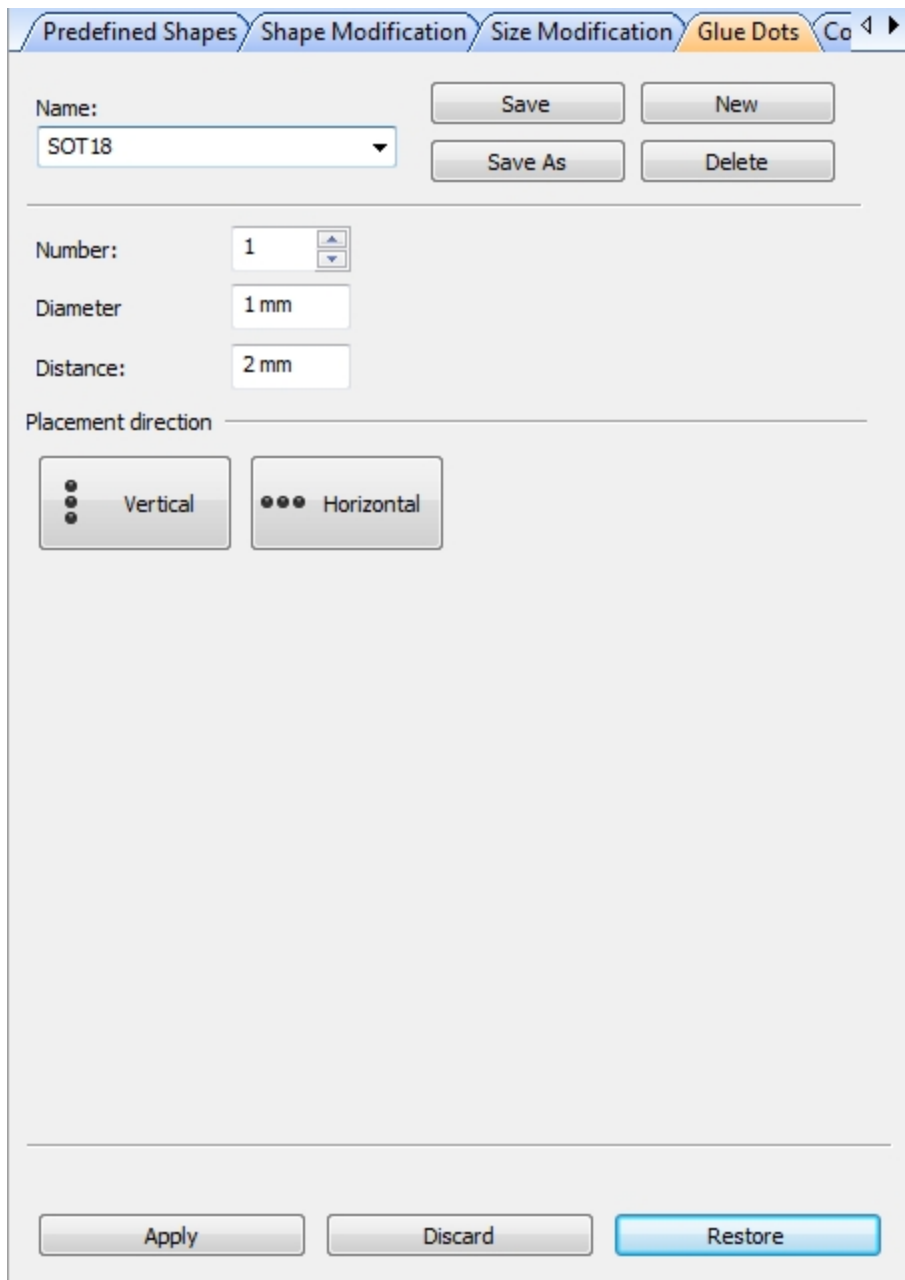 Predefined Shapes Shape Modification Size Modification Glue Dots Co
Name:
Save New
SOT18
Save As Delete
Number: 1
Diameter 1 mm
Distance: 2 mm
Placement direction
Vertical Horizontal
Apply Discard Restore